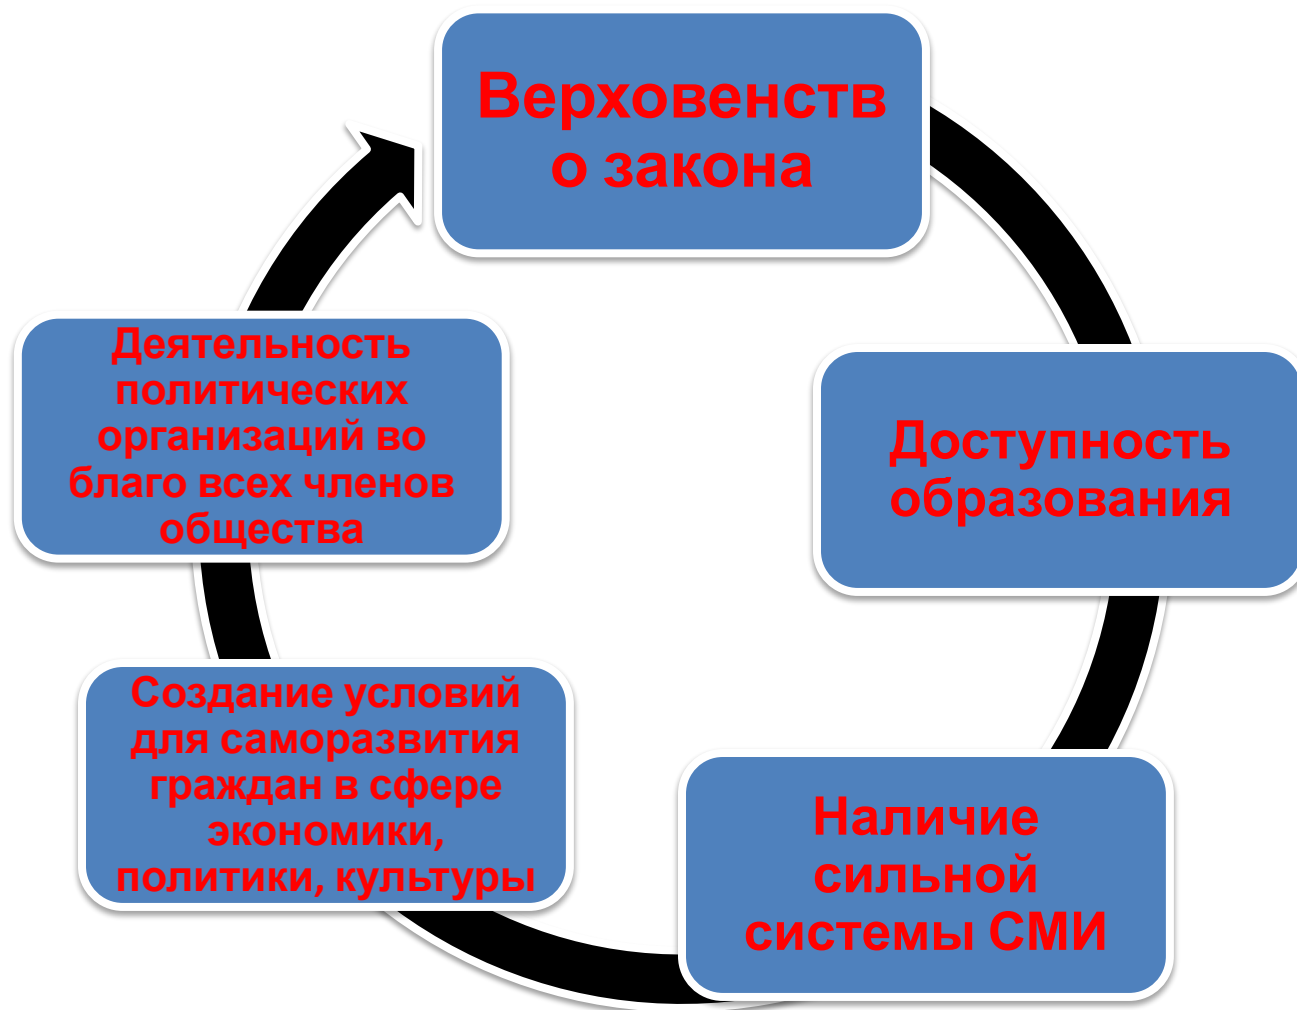 Верховенств
о закона
Доступность
образования
Наличие
сильной
системы СМИ
Создание условий
для саморазвития
граждан в сфере
экономики,
политики, культуры
Деятельность
политических
организаций во
благо всех членов
общества